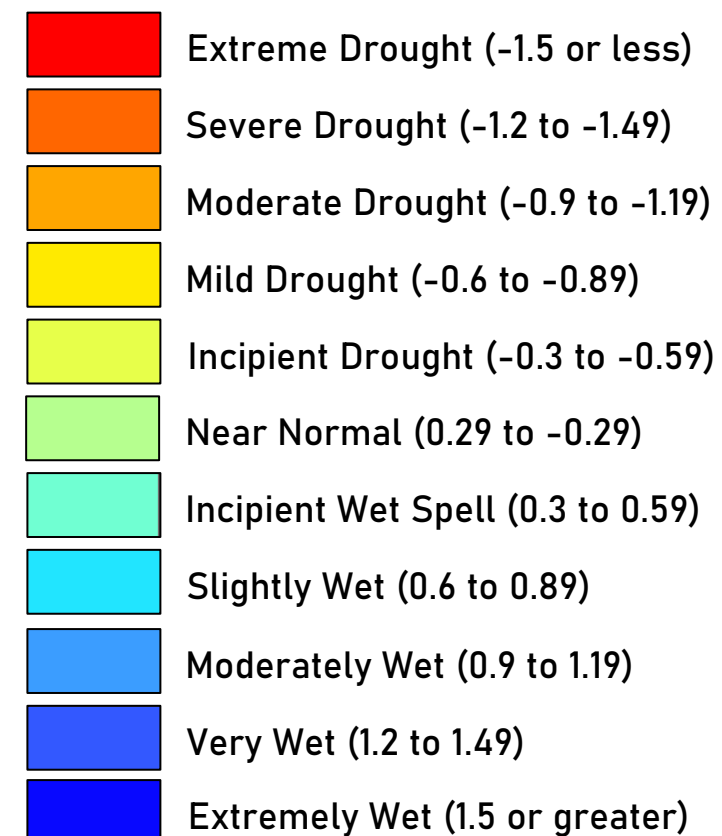 Extreme Drought (-1.5 or less)
Severe Drought (-1.2 to -1.49)
Moderate Drought (-0.9 to -1.19)
Mild Drought (-0.6 to -0.89)
Incipient Drought (-0.3 to -0.59)
Near Normal (0.29 to -0.29)
Incipient Wet Spell (0.3 to 0.59)
Slightly Wet (0.6 to 0.89)
Moderately Wet (0.9 to 1.19)
Very Wet (1.2 to 1.49)
Extremely Wet (1.5 or greater)